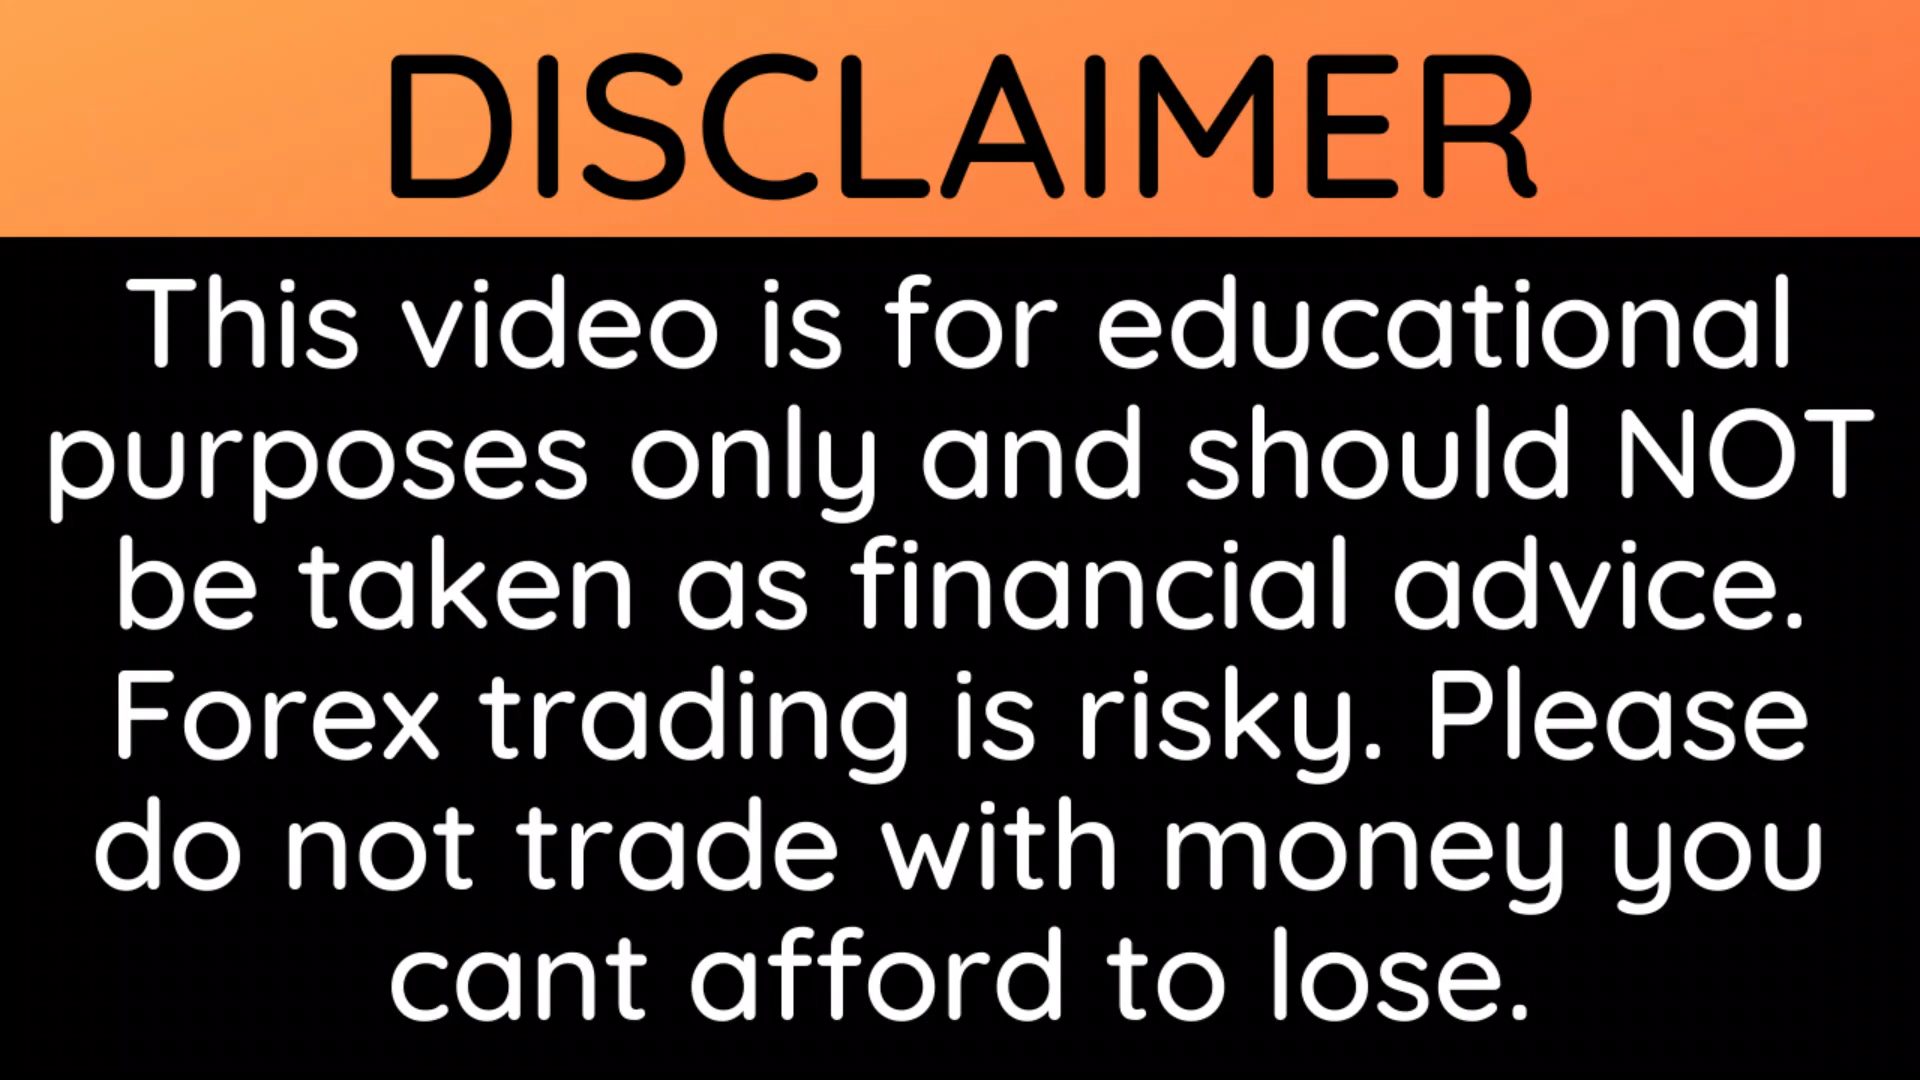 DISCLAIMER
This video is for educational
purposes only and should NOT
be taken as financial advice.
Forex trading is risky. Please
do not trade with money you
cant afford to lose.